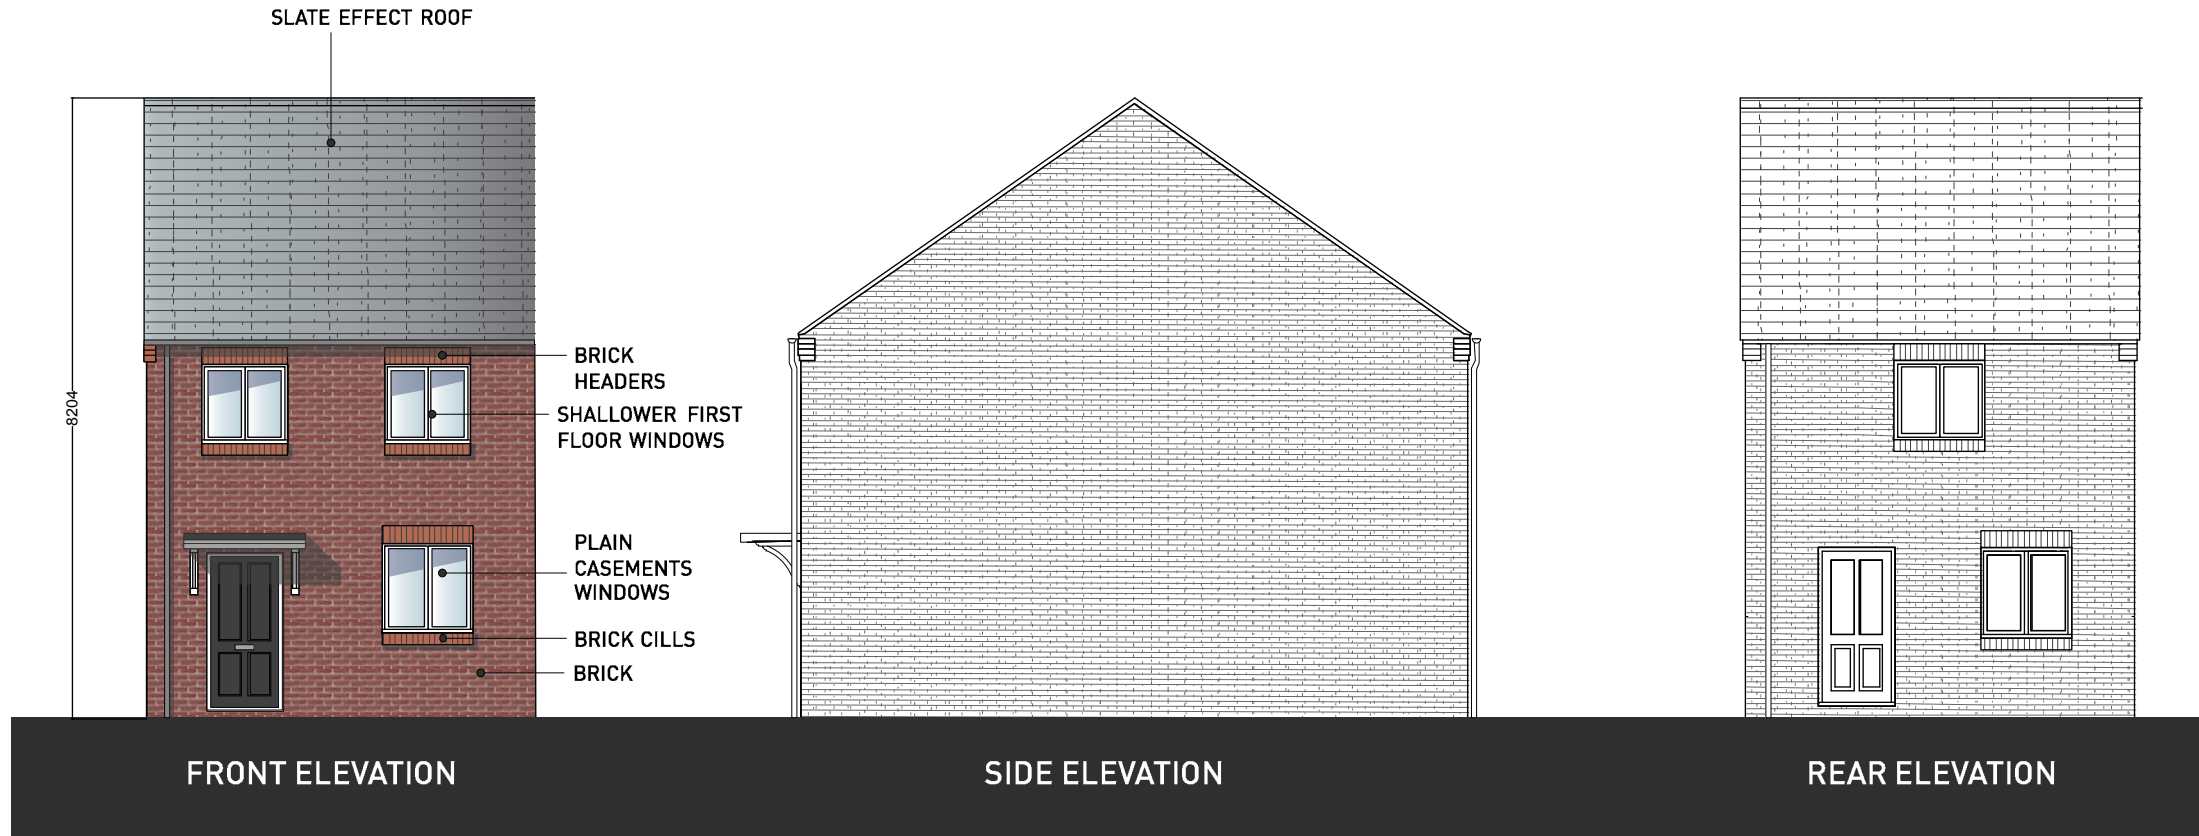 SLATE EFFECT ROOF
8204
BRICK
HEADERS
SHALLOWER FIRST
FLOOR WINDOWS
PLAIN
CASEMENTS
WINDOWS
BRICK CILLS
BRICK
FRONT ELEVATION
SIDE ELEVATION
REAR ELEVATION